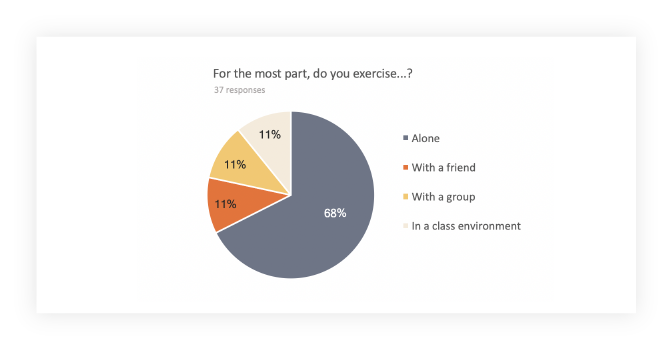 For the most part, do you exercise...?
37 responses
11%
11%
11%
68%
Alone
With a friend
With a group
In a class environment